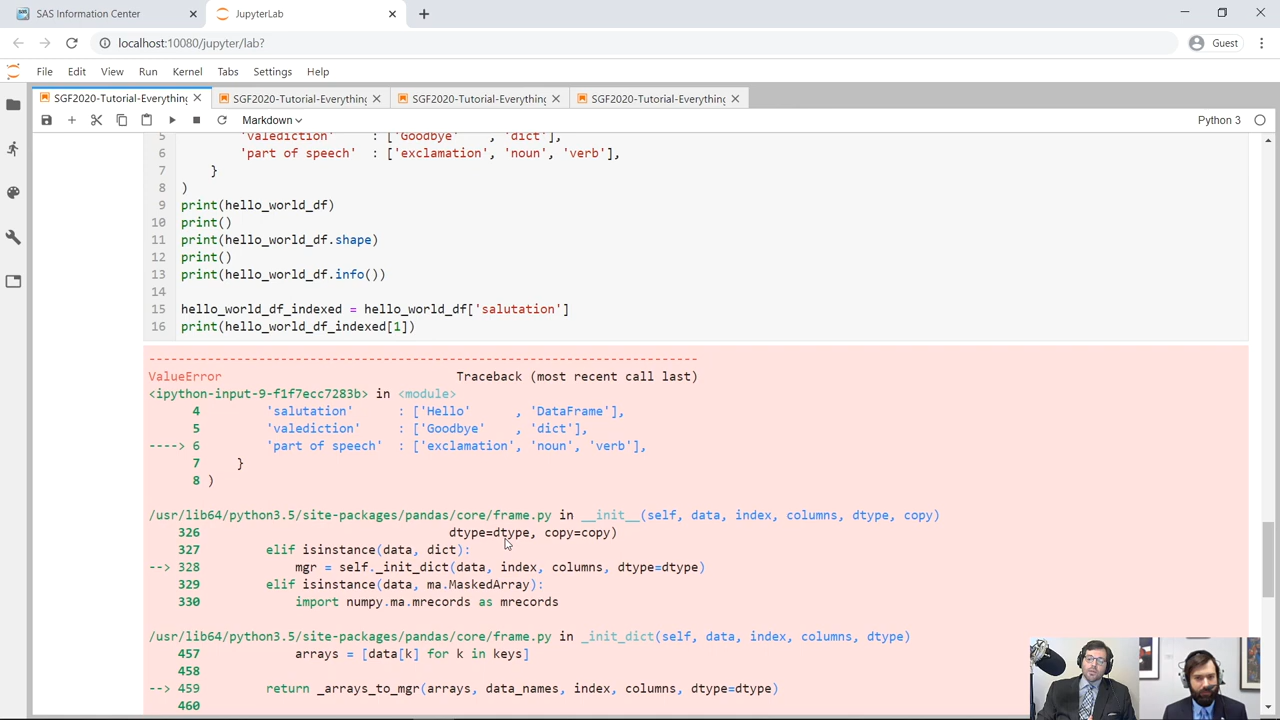 SAS Information Center
JupyterLab
localhost:10080/jupyter/lab?
Guest
File Edit View Run Kernel Tabs Settings Help
SGF2020-Tutorial-Everything SGF2020-Tutorial-Everything SGF2020-Tutorial-Everything SGF2020-Tutorial-Everything
Markdown Python 3
5 'valediction' : ['Goodbye' , 'dict'],
6 'part of speech' : ['exclamation', 'noun', 'verb'],
7 }
8 )
9 print(hello_world_df)
10 print()
11 print(hello_world_df.shape)
12 print()
13 print(hello_world_df.info())
14
15 hello_world_df_indexed = hello_world_df['salutation']
16 print(hello_world_df_indexed[1])
---------------------------------------------------------------------------
ValueError Traceback (most recent call last)
<ipython-input-9-f1f7ecc7283b> in <module>
4 'salutation' : ['Hello' , 'DataFrame'],
5 'valediction' : ['Goodbye' , 'dict'],
----> 6 'part of speech' : ['exclamation', 'noun', 'verb'],
7 }
8 )
/usr/lib64/python3.5/site-packages/pandas/core/frame.py in __init__(self, data, index, columns, dtype, copy)
326 dtype=dtype, copy=copy)
327 elif isinstance(data, dict):
--> 328 mgr = self._init_dict(data, index, columns, dtype=dtype)
329 elif isinstance(data, ma.MaskedArray):
330 import numpy.ma.mrecords as mrecords
/usr/lib64/python3.5/site-packages/pandas/core/frame.py in _init_dict(self, data, index, columns, dtype)
457 arrays = [data[k] for k in keys]
458
--> 459 return _arrays_to_mgr(arrays, data_names, index, columns, dtype=dtype)
460